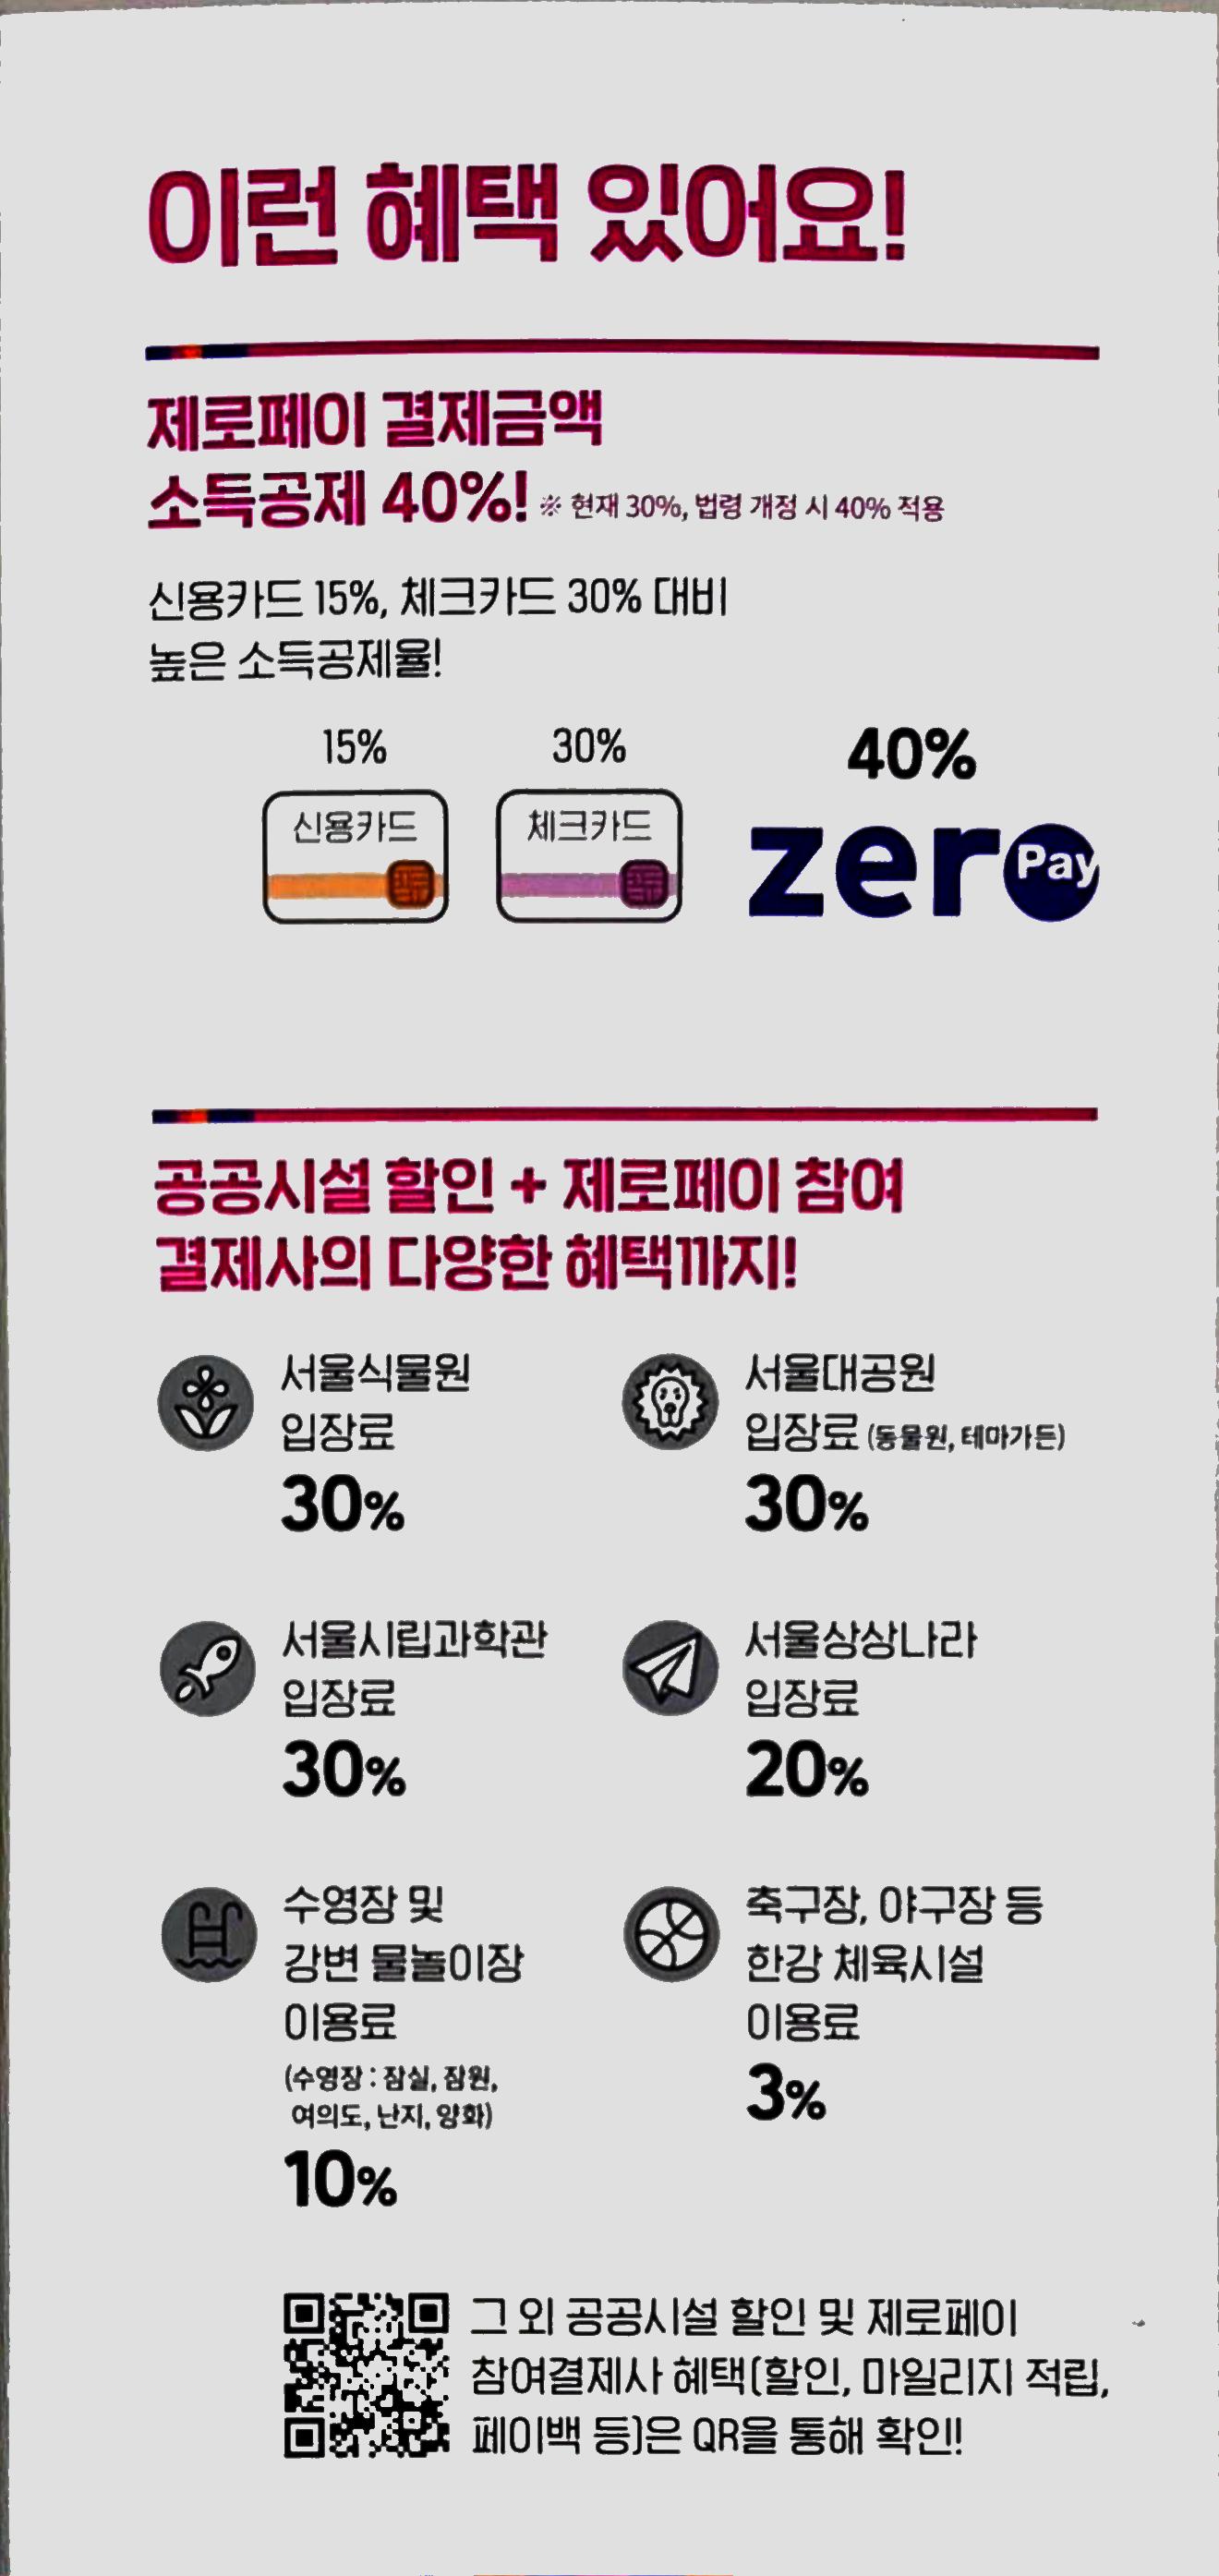 이런 혜택 있어요!
제로페이 결제금액
소득공제 40%! ※ 현재 30%, 법령 개정 시 40% 적용
신용카드 15%, 체크카드 30% 대비
높은 소득공제율!
15% 30% 40%
신용카드 체크카드 zeroPay
공공시설 할인 + 제로페이 참여
결제사의 다양한 혜택까지!
서울식물원
입장료
30%
서울대공원
입장료 (동물원, 테마가든)
30%
서울시립과학관
입장료
30%
서울상상나라
입장료
20%
수영장 및
강변 물놀이장
이용료
(수영장 : 잠실, 잠원,
여의도, 난지, 양화)
10%
축구장, 야구장 등
한강 체육시설
이용료
3%
그 외 공공시설 할인 및 제로페이
참여결제사 혜택(할인, 마일리지 적립,
페이백 등)은 QR을 통해 확인!